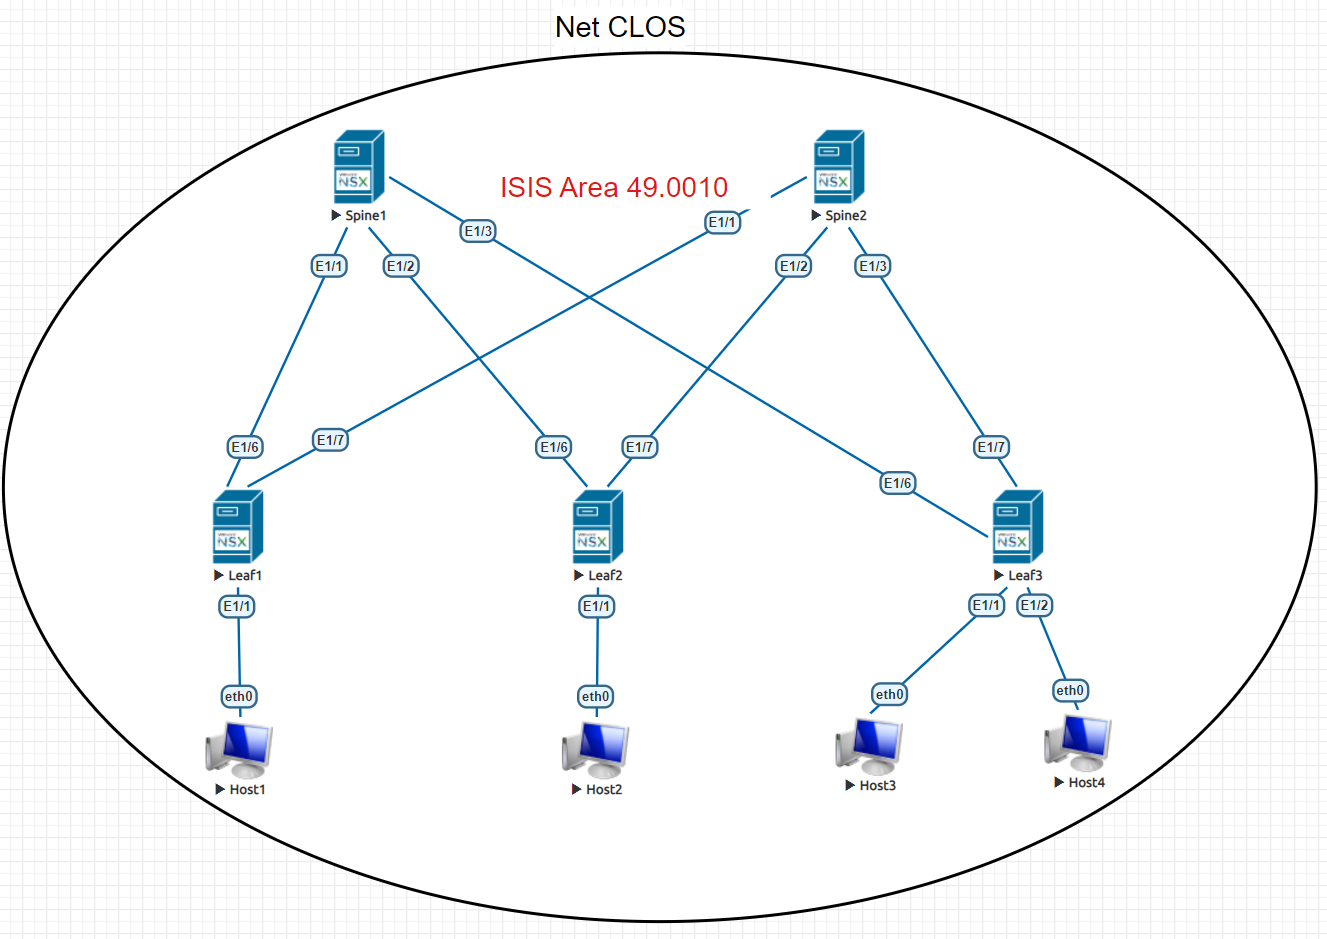 Net CLOS
NSX
NSX
ISIS Area 49.0010
Spine1
Spine2
E1/1
E1/3
E1/1
E1/2
E1/2
E1/3
E1/7
E1/6
E1/6
E1/7
E1/7
E1/6
NSX
NSX
NSX
Leaf1
Leaf2
Leaf3
E1/1
E1/1
E1/1
E1/2
eth0
eth0
eth0
eth0
Host1
Host2
Host3
Host4